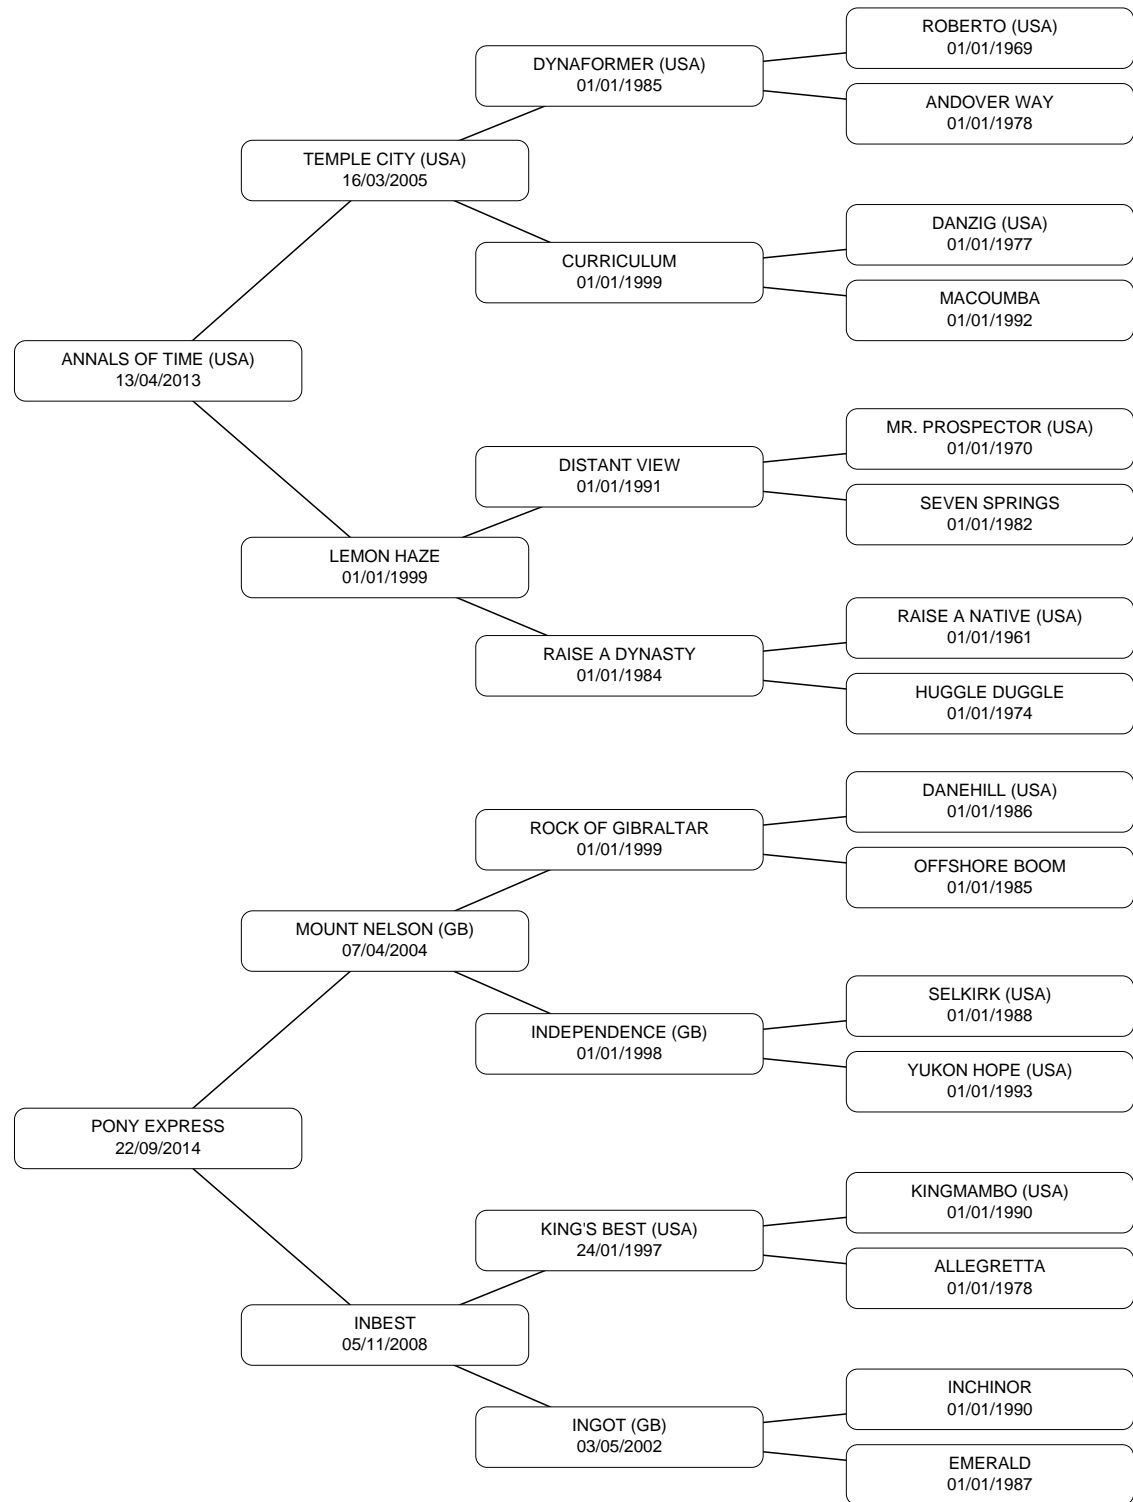 ROBERTO (USA)
01/01/1969
DYNAFORMER (USA)
01/01/1985
ANDOVER WAY
01/01/1978
TEMPLE CITY (USA)
16/03/2005
DANZIG (USA)
01/01/1977
CURRICULUM
01/01/1999
MACOUMBA
01/01/1992
ANNALS OF TIME (USA)
13/04/2013
MR. PROSPECTOR (USA)
01/01/1970
DISTANT VIEW
01/01/1991
SEVEN SPRINGS
01/01/1982
LEMON HAZE
01/01/1999
RAISE A NATIVE (USA)
01/01/1961
RAISE A DYNASTY
01/01/1984
HUGGLE DUGGLE
01/01/1974
DANEHILL (USA)
01/01/1986
ROCK OF GIBRALTAR
01/01/1999
OFFSHORE BOOM
01/01/1985
MOUNT NELSON (GB)
07/04/2004
SELKIRK (USA)
01/01/1988
INDEPENDENCE (GB)
01/01/1998
YUKON HOPE (USA)
01/01/1993
PONY EXPRESS
22/09/2014
KINGMAMBO (USA)
01/01/1990
KING'S BEST (USA)
24/01/1997
ALLEGRETTA
01/01/1978
INBEST
05/11/2008
INCHINOR
01/01/1990
INGOT (GB)
03/05/2002
EMERALD
01/01/1987